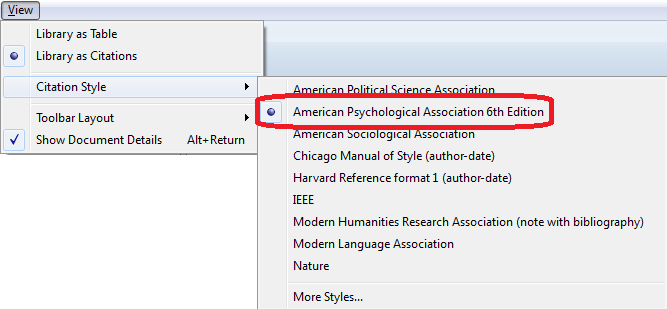 View
Library as Table
Library as Citations
Citation Style
Toolbar Layout
Show Document Details Alt+Return
American Political Science Association
American Psychological Association 6th Edition
American Sociological Association
Chicago Manual of Style (author-date)
Harvard Reference format 1 (author-date)
IEEE
Modern Humanities Research Association (note with bibliography)
Modern Language Association
Nature
More Styles...